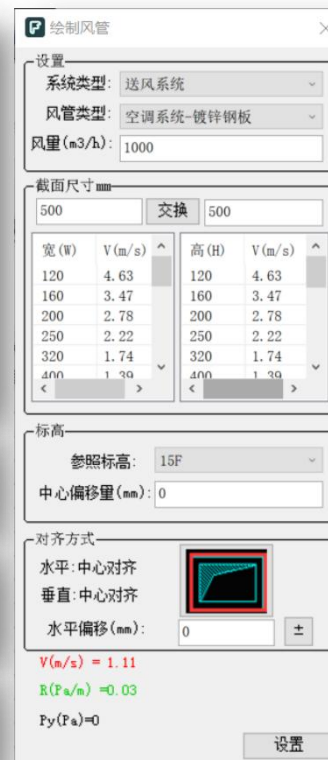 绘制风管
设置
系统类型: 送风系统
风管类型: 空调系统-镀锌钢板
风量(m3/h): 1000
截面尺寸mm
500 交换 500
宽(W) V(m/s) 高(H) V(m/s)
120 4.63 120 4.63
160 3.47 160 3.47
200 2.78 200 2.78
250 2.22 250 2.22
320 1.74 320 1.74
400 1.39 400 1.39
标高
参照标高: 15F
中心偏移量(mm): 0
对齐方式
水平:中心对齐
垂直:中心对齐
水平偏移(mm): 0 ±
V(m/s) = 1.11
R(Pa/m) =0.03
Py(Pa)=0
设置